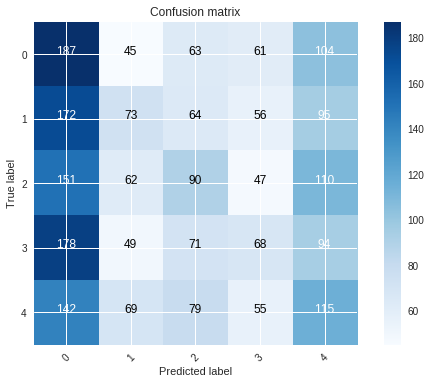 Confusion matrix
0 187 45 63 61 104
1 172 73 64 56 95
2 151 62 90 47 110
3 178 49 71 68 94
4 142 69 79 55 115
0 1 2 3 4
True label
Predicted label
180
160
140
120
100
80
60